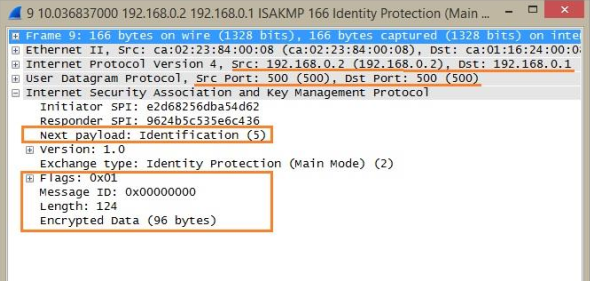 9 10.036837000 192.168.0.2 192.168.0.1 ISAKMP 166 Identity Protection (Main Mode) ...
Frame 9: 166 bytes on wire (1328 bits), 166 bytes captured (1328 bits) on
Ethernet II, Src: ca:02:23:84:00:08 (ca:02:23:84:00:08), Dst: ca:01:16:24:00:
Internet Protocol Version 4, Src: 192.168.0.2 (192.168.0.2), Dst: 192.168.0.1
User Datagram Protocol, Src Port: 500 (500), Dst Port: 500 (500)
Internet Security Association and Key Management Protocol
Initiator SPI: e2d68256dba54d62
Responder SPI: 9624b5c535e6c436
Next payload: Identification (5)
Version: 1.0
Exchange type: Identity Protection (Main Mode) (2)
Flags: 0x01
Message ID: 0x00000000
Length: 124
Encrypted Data (96 bytes)